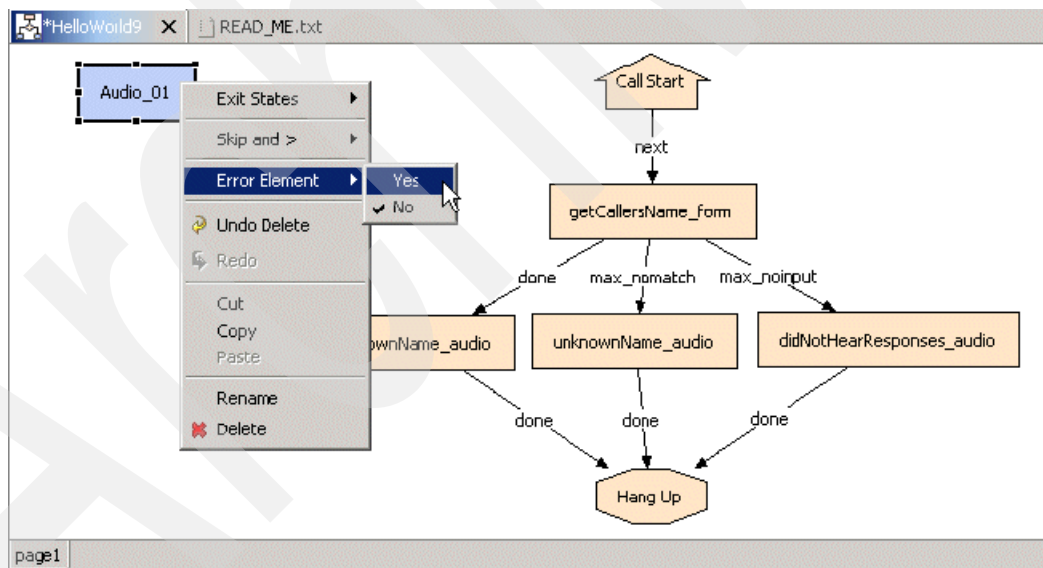 *HelloWorld9 X READ_ME.txt
Audio_01
Exit States
Skip and >
Error Element
Yes
No
Undo Delete
Redo
Cut
Copy
Paste
Rename
Delete
Call Start
next
getCallersName_form
done max_nomatch max_noinput
ownName_audio unknownName_audio didNotHearResponses_audio
done done done
Hang Up
page1